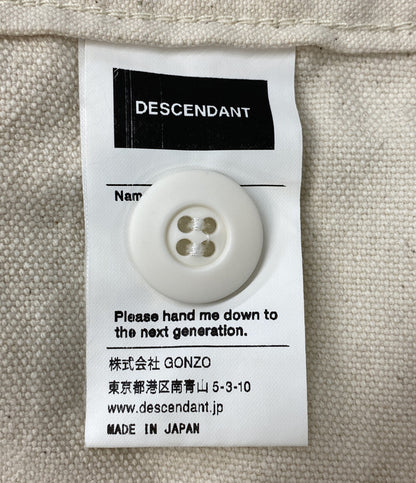 DESCENDANT
Please hand me down to
the next generation.
株式会社 GONZO
東京都港区南青山 5-3-10
www.descendant.jp
MADE IN JAPAN